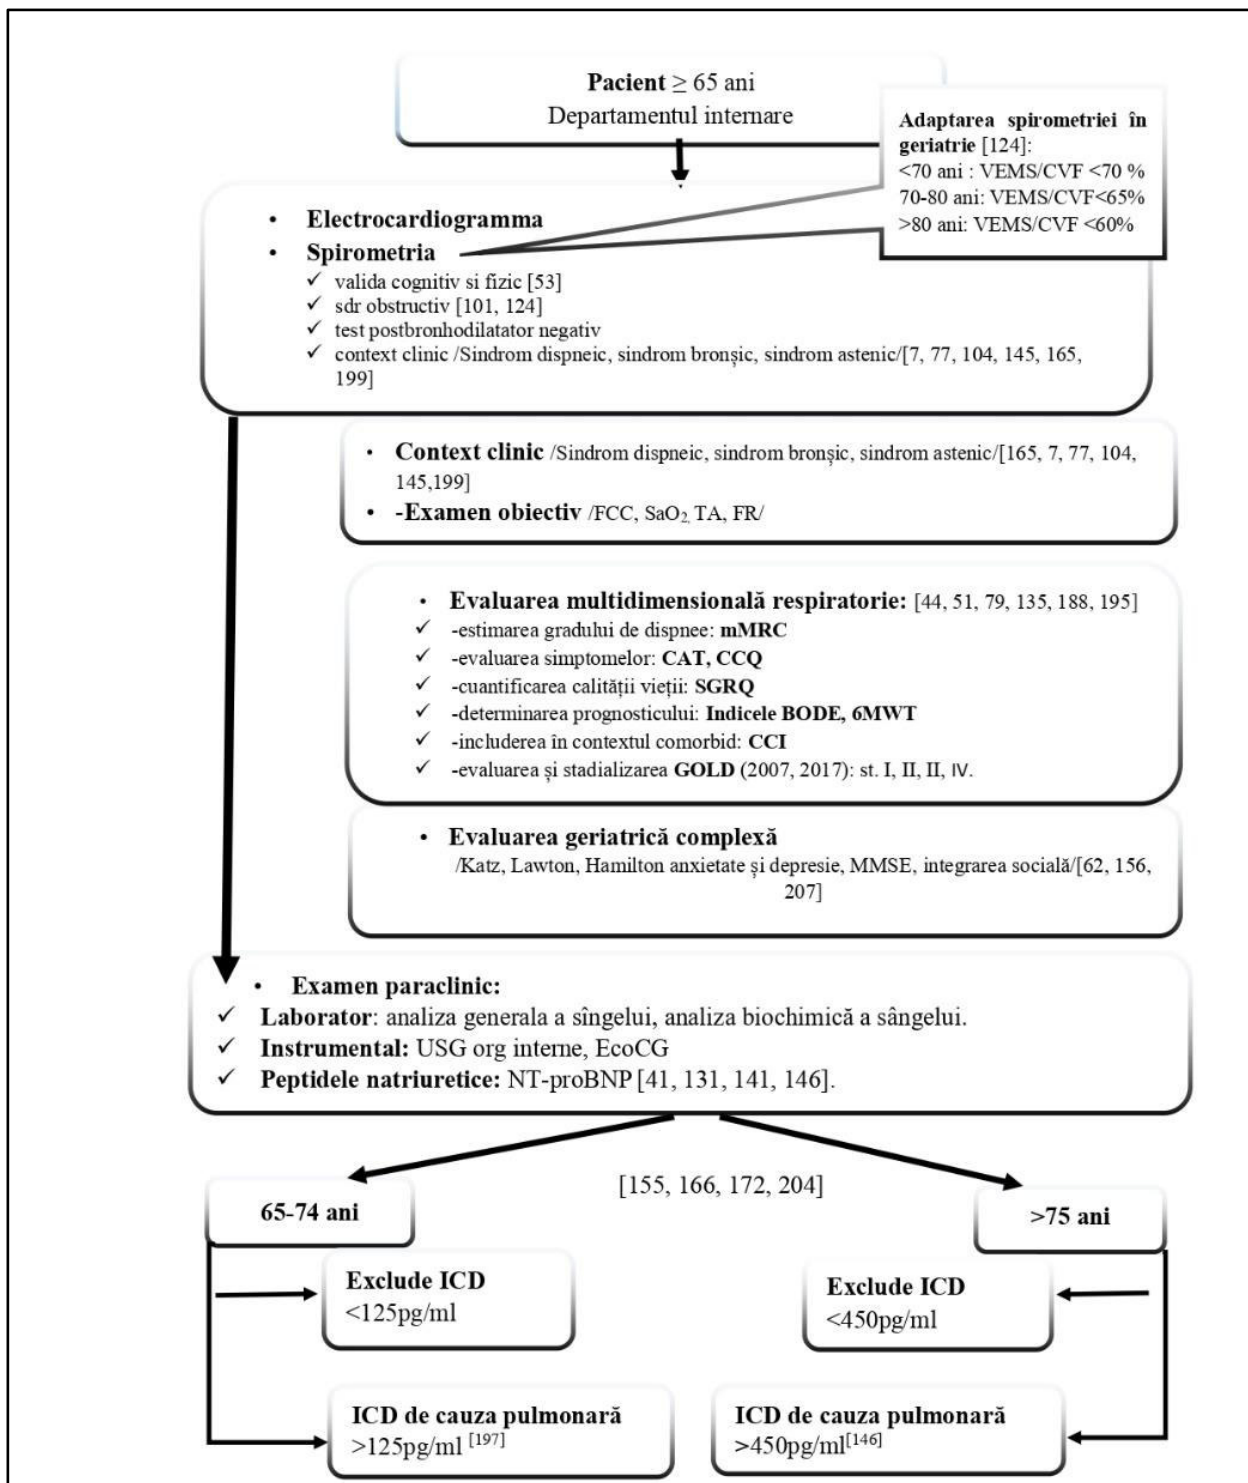 Pacient ≥ 65 ani
Departamentul internare
Adaptarea spirometriei în
geriatrie [124]:
<70 ani : VEMS/CVF <70 %
70-80 ani: VEMS/CVF<65%
>80 ani: VEMS/CVF <60%
• Electrocardiogramma
• Spirometria
✓ valida cognitiv si fizic [53]
✓ sdr obstructiv [101, 124]
✓ test postbronhodilatator negativ
✓ context clinic /Sindrom dispneic, sindrom bronșic, sindrom astenic/[7, 77, 104, 145, 165,
199]
• Context clinic /Sindrom dispneic, sindrom bronșic, sindrom astenic/[165, 7, 77, 104,
145,199]
• -Examen obiectiv /FCC, SaO2, TA, FR/
• Evaluarea multidimensională respiratorie: [44, 51, 79, 135, 188, 195]
✓ -estimarea gradului de dispnee: mMRC
✓ -evaluarea simptomelor: CAT, CCQ
✓ -cuantificarea calității vieții: SGRQ
✓ -determinarea prognosticului: Indicele BODE, 6MWT
✓ -includerea în contextul comorbid: CCI
✓ -evaluarea și stadializarea GOLD (2007, 2017): st. I, II, II, IV.
• Evaluarea geriatrică complexă
/Katz, Lawton, Hamilton anxietate și depresie, MMSE, integrarea socială/[62, 156,
207]
• Examen paraclinic:
✓ Laborator: analiza generala a sîngelui, analiza biochimică a sângelui.
✓ Instrumental: USG org interne, EcoCG
✓ Peptidele natriuretice: NT-proBNP [41, 131, 141, 146].
[155, 166, 172, 204]
65-74 ani
>75 ani
Exclude ICD
<125pg/ml
Exclude ICD
<450pg/ml
ICD de cauza pulmonară
>125pg/ml [197]
ICD de cauza pulmonară
>450pg/ml[146]